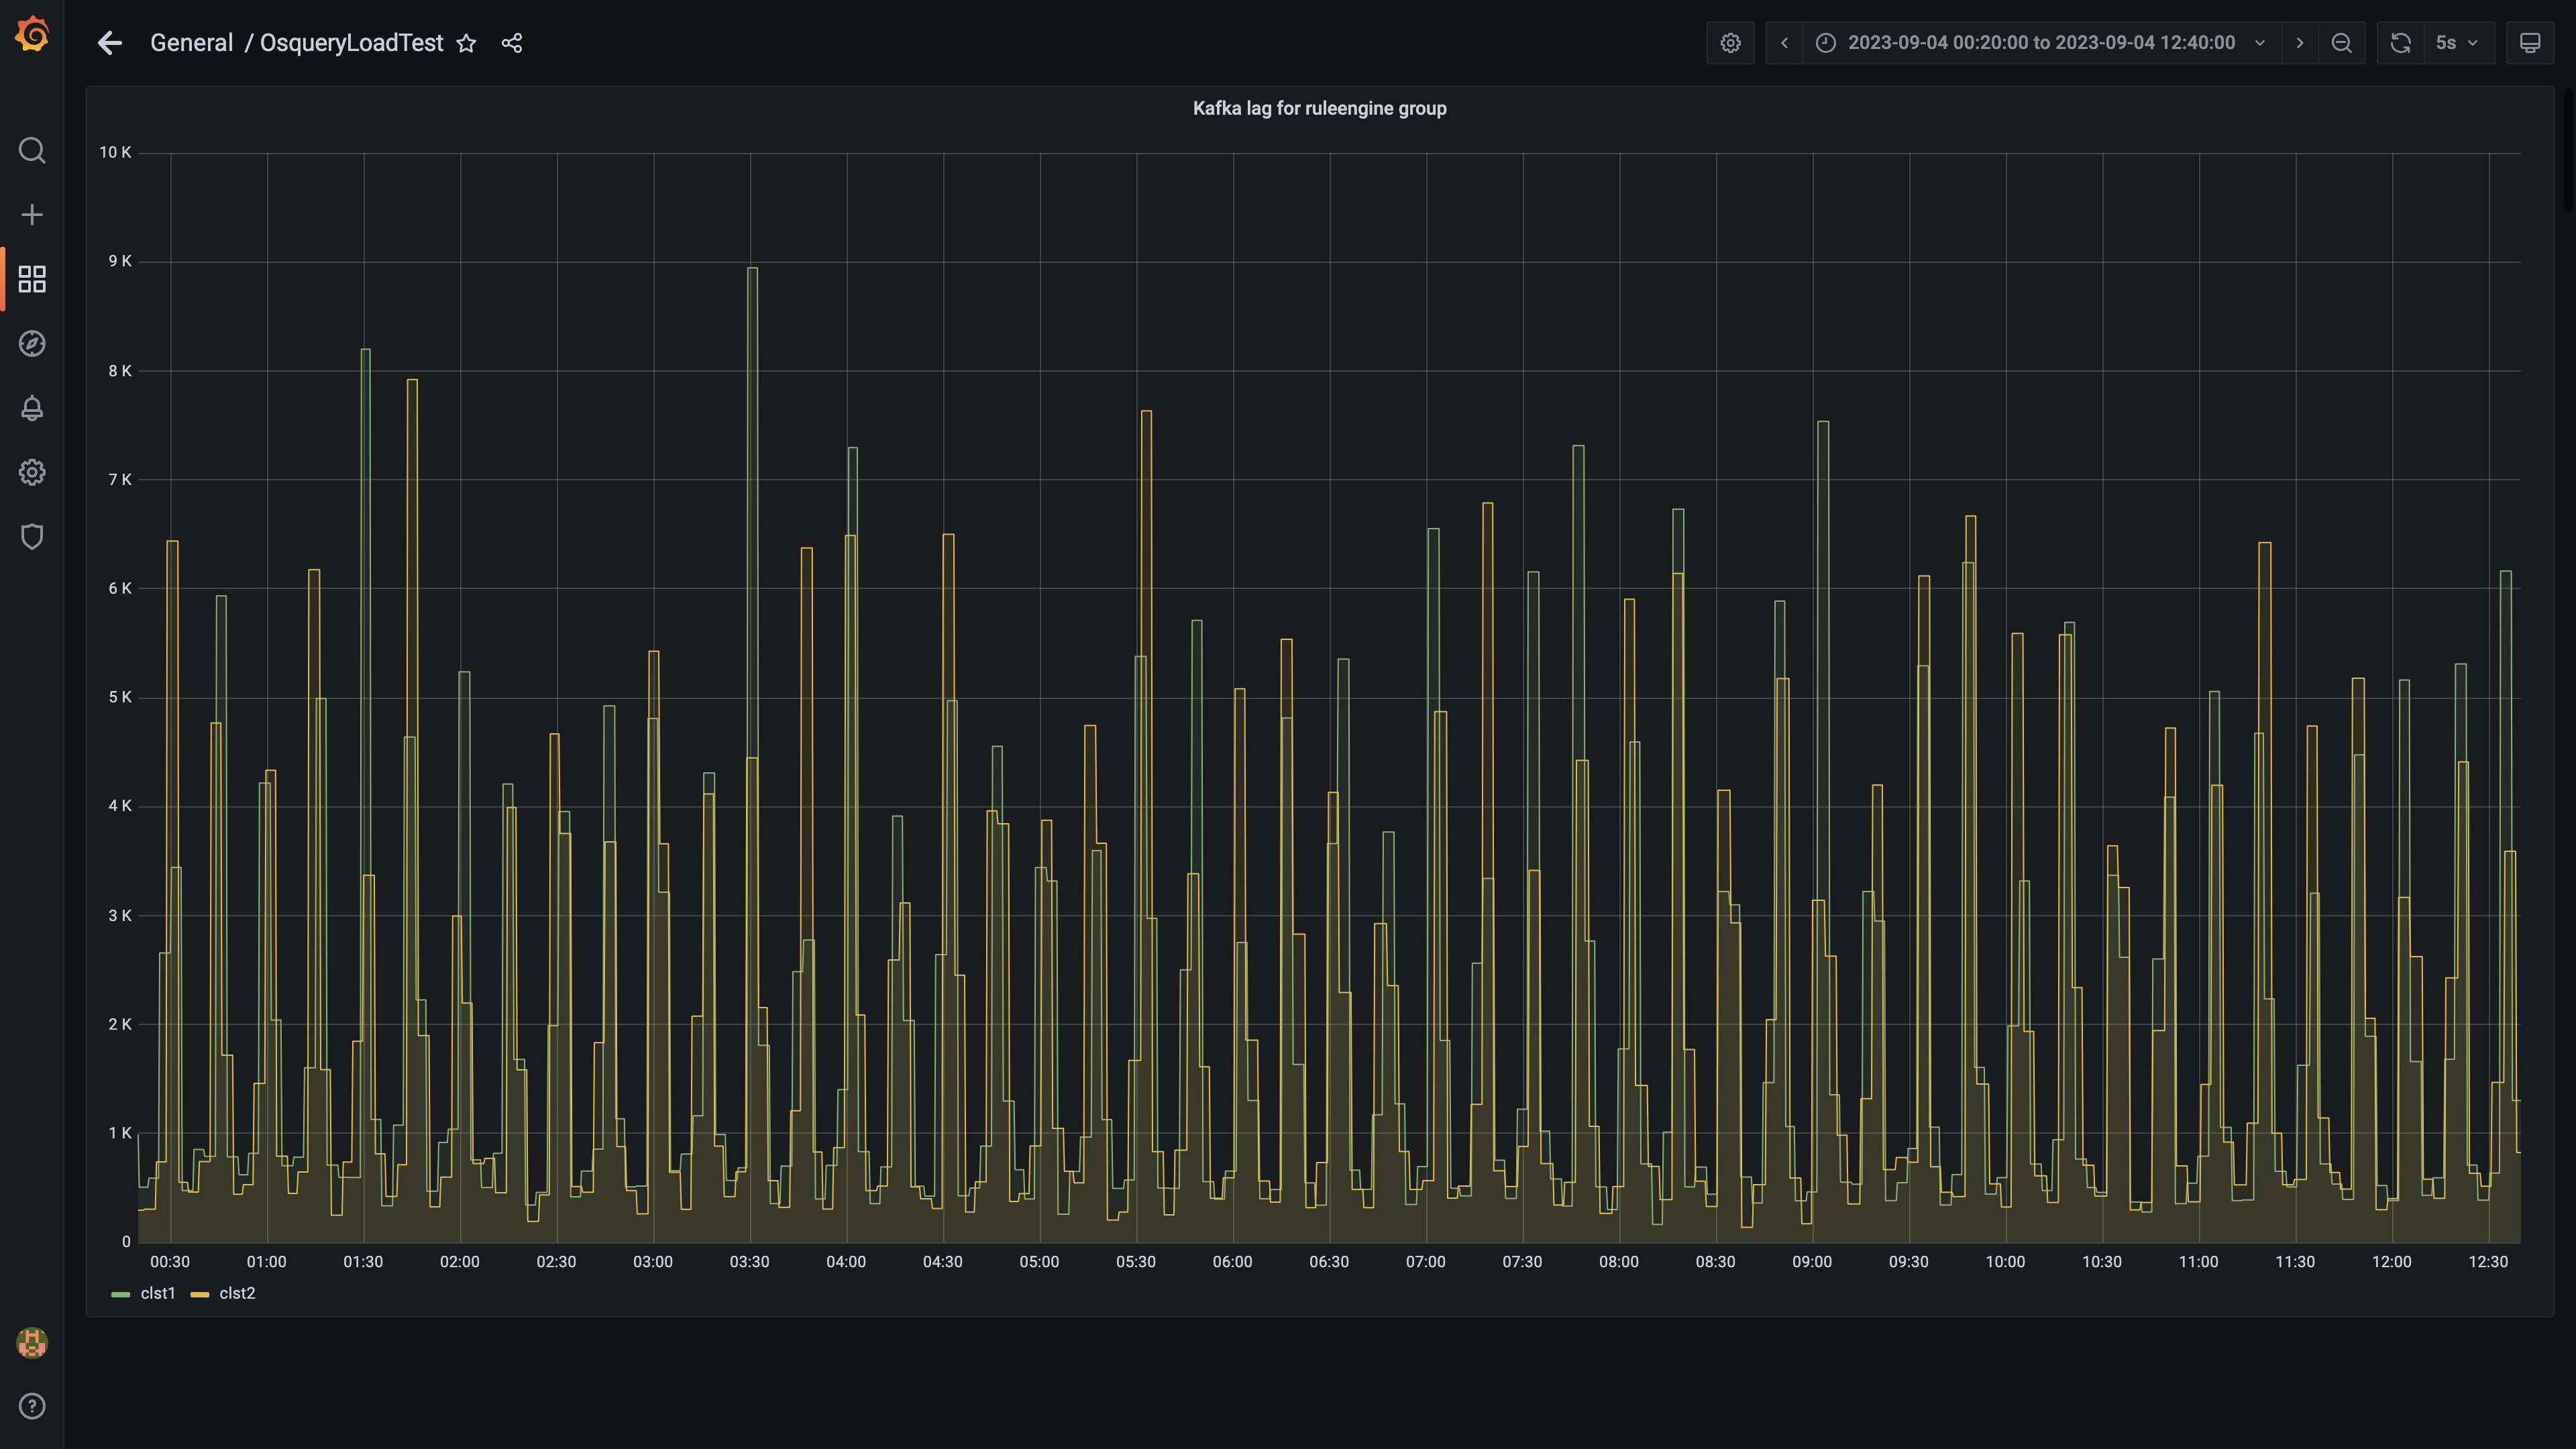 General / OsqueryLoadTest
2023-09-04 00:20:00 to 2023-09-04 12:40:00
5s
Kafka lag for ruleengine group
10 K
9 K
8 K
7 K
6 K
5 K
4 K
3 K
2 K
1 K
0
00:30 01:00 01:30 02:00 02:30 03:00 03:30 04:00 04:30 05:00 05:30 06:00 06:30 07:00 07:30 08:00 08:30 09:00 09:30 10:00 10:30 11:00 11:30 12:00 12:30
clst1 clst2